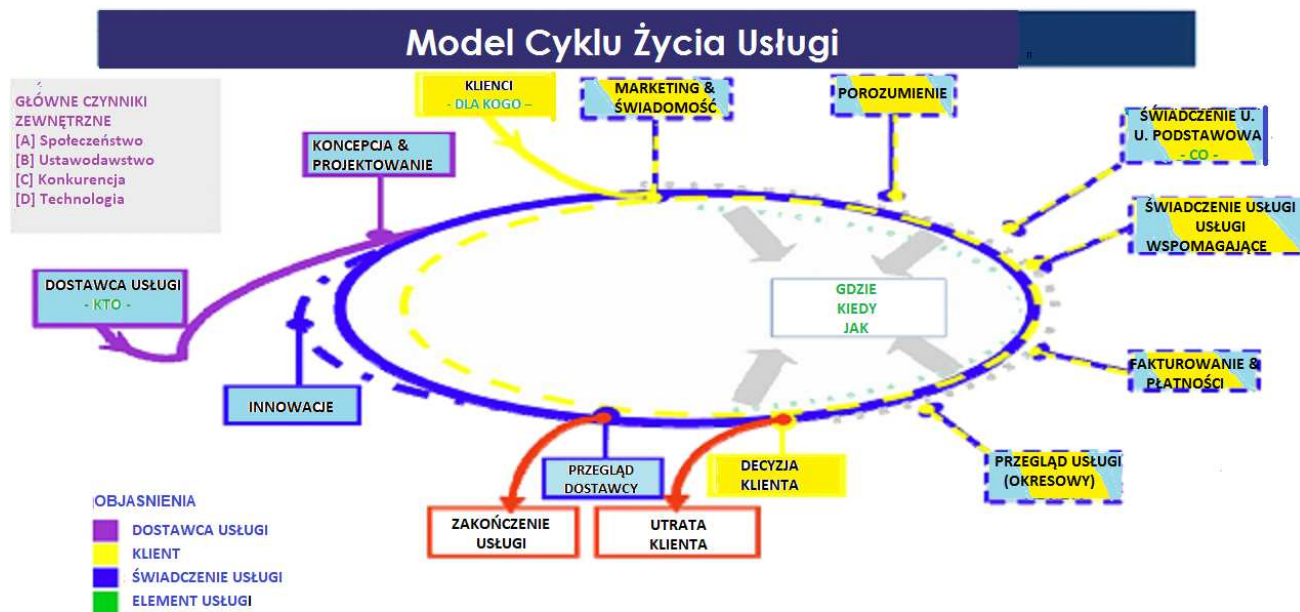 Model Cyklu Życia Usługi
GŁÓWNE CZYNNIKI
ZEWNĘTRZNE
[A] Społeczeństwo
[B] Ustawodawstwo
[C] Konkurencja
[D] Technologia
KLIENCI
- DLA KOGO –
MARKETING &
ŚWIADOMOŚĆ
POROZUMIENIE
ŚWIADCZENIE U.
U. PODSTAWOWA
- CO -
KONCEPCJA &
PROJEKTOWANIE
ŚWIADCZENIE USŁUGI
USŁUGI
WSPOMAGAJĄCE
DOSTAWCA USŁUGI
- KTO -
GDZIE
KIEDY
JAK
FAKTUROWANIE &
PŁATNOŚCI
INNOWACJE
PRZEGLĄD
DOSTAWCY
DECYZJA
KLIENTA
PRZEGLĄD USŁUGI
(OKRESOWY)
ZAKOŃCZENIE
USŁUGI
UTRATA
KLIENTA
OBJASNIENIA
DOSTAWCA USŁUGI
KLIENT
ŚWIADCZENIE USŁUGI
ELEMENT USŁUGI